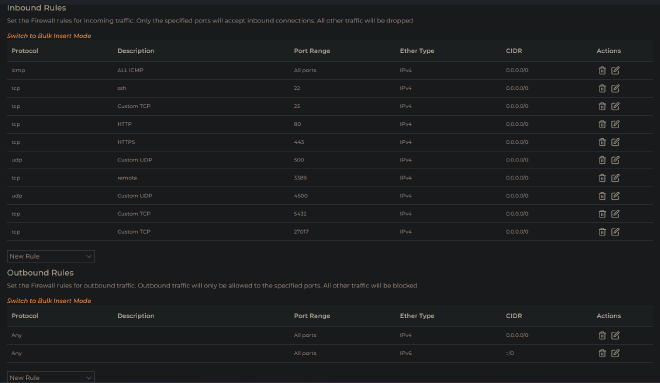 Inbound Rules
Set the Firewall rules for Incoming traffic. Only the specified ports will accept inbound connections. All other traffic will be dropped
Switch to Bulk Insert Mode
Protocol Description Port Range Ether Type CIDR Actions
icmp ALL ICMP All ports IPv4 0.0.0.0/0
tcp ssh 22 IPv4 0.0.0.0/0
tcp Custom TCP 25 IPv4 0.0.0.0/0
tcp HTTP 80 IPv4 0.0.0.0/0
tcp HTTPS 443 IPv4 0.0.0.0/0
udp Custom UDP 500 IPv4 0.0.0.0/0
tcp remote 3389 IPv4 0.0.0.0/0
udp Custom UDP 4500 IPv4 0.0.0.0/0
tcp Custom TCP 5432 IPv4 0.0.0.0/0
tcp Custom TCP 27017 IPv4 0.0.0.0/0
New Rule
Outbound Rules
Set the Firewall rules for outbound traffic. Outbound traffic will only be allowed to the specified ports. All other traffic will be blocked
Switch to Bulk Insert Mode
Protocol Description Port Range Ether Type CIDR Actions
Any All ports IPv4 0.0.0.0/0
Any All ports IPv6 ::/0
New Rule